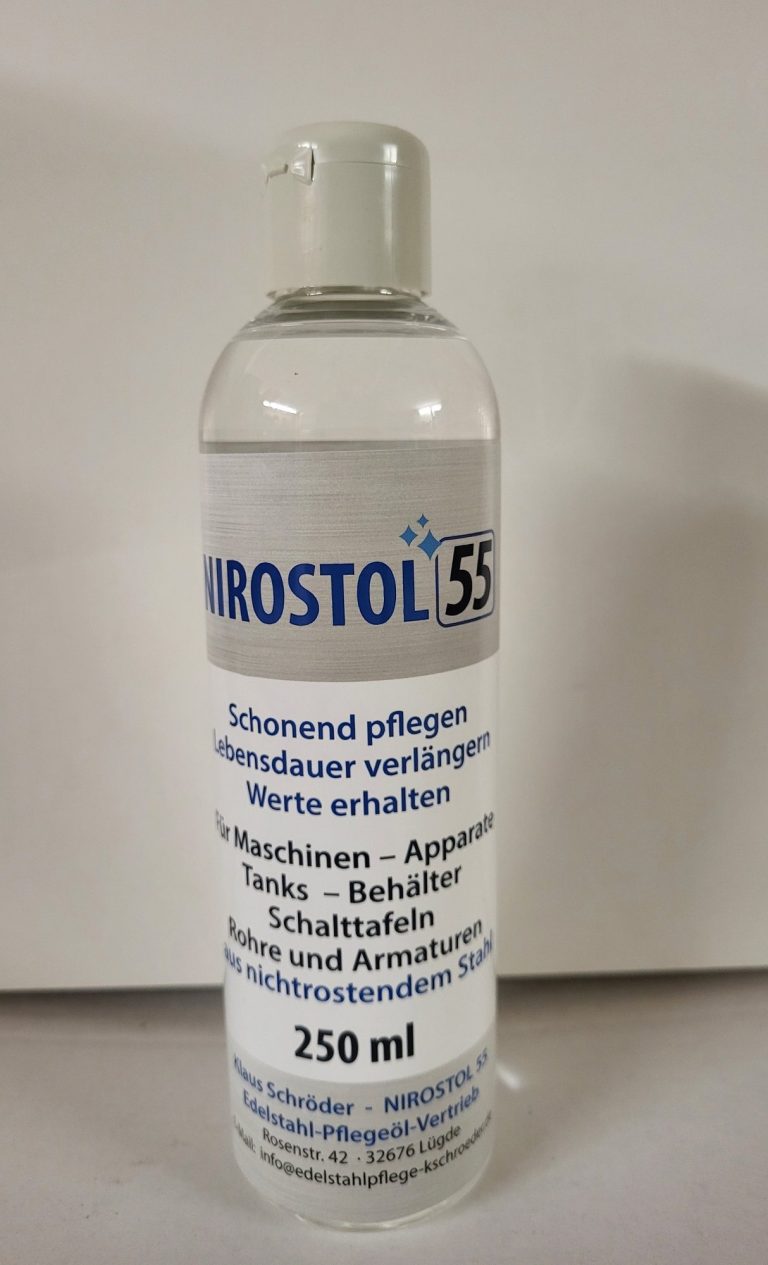 NIROSTOL 55
Schonend pflegen
Lebensdauer verlängern
Werte erhalten
für Maschinen – Apparate
Tanks – Behälter
Schalttafeln
Rohre und Armaturen
aus nichtrostendem Stahl
250 ml
Klaus Schröder - NIROSTOL 55
Edelstahl-Pflegeöl-Vertrieb
Rosenstr. 42 · 32676 Lügde
E-Mail: info@edelstahlpflege-kschroeder.de